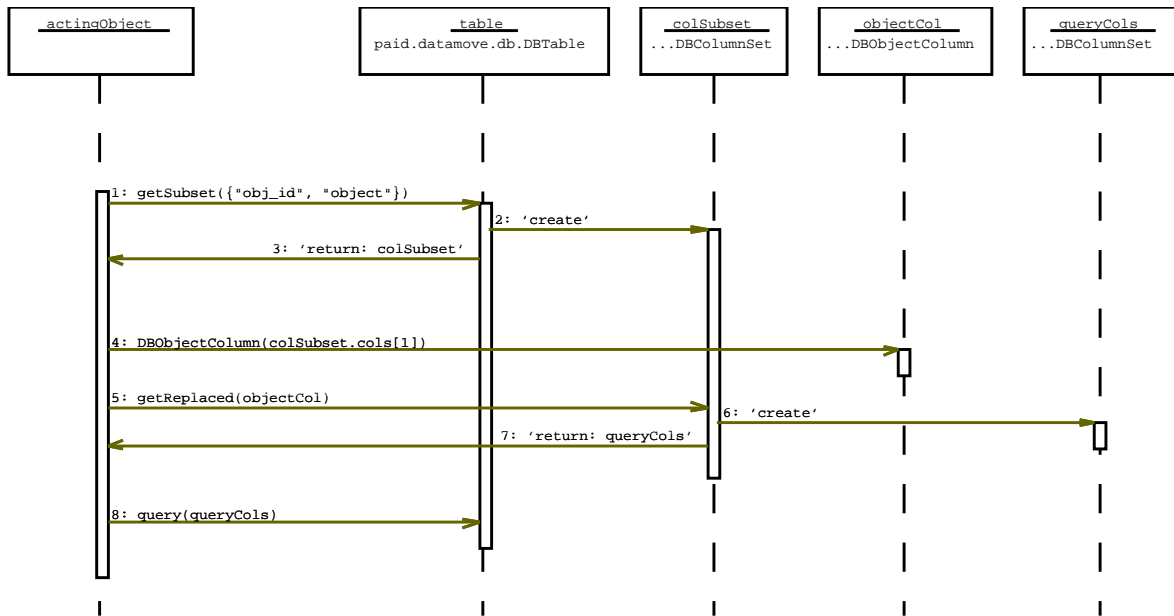 actingObject
table
paid.datamove.db.DBTable
colSubset
...DBColumnSet
objectCol
...DBObjectColumn
queryCols
...DBColumnSet
1: getSubset({"obj_id", "object"})
2: 'create'
3: 'return: colSubset'
4: DBObjectColumn(colSubset.cols[1])
5: getReplaced(objectCol)
6: 'create'
7: 'return: queryCols'
8: query(queryCols)